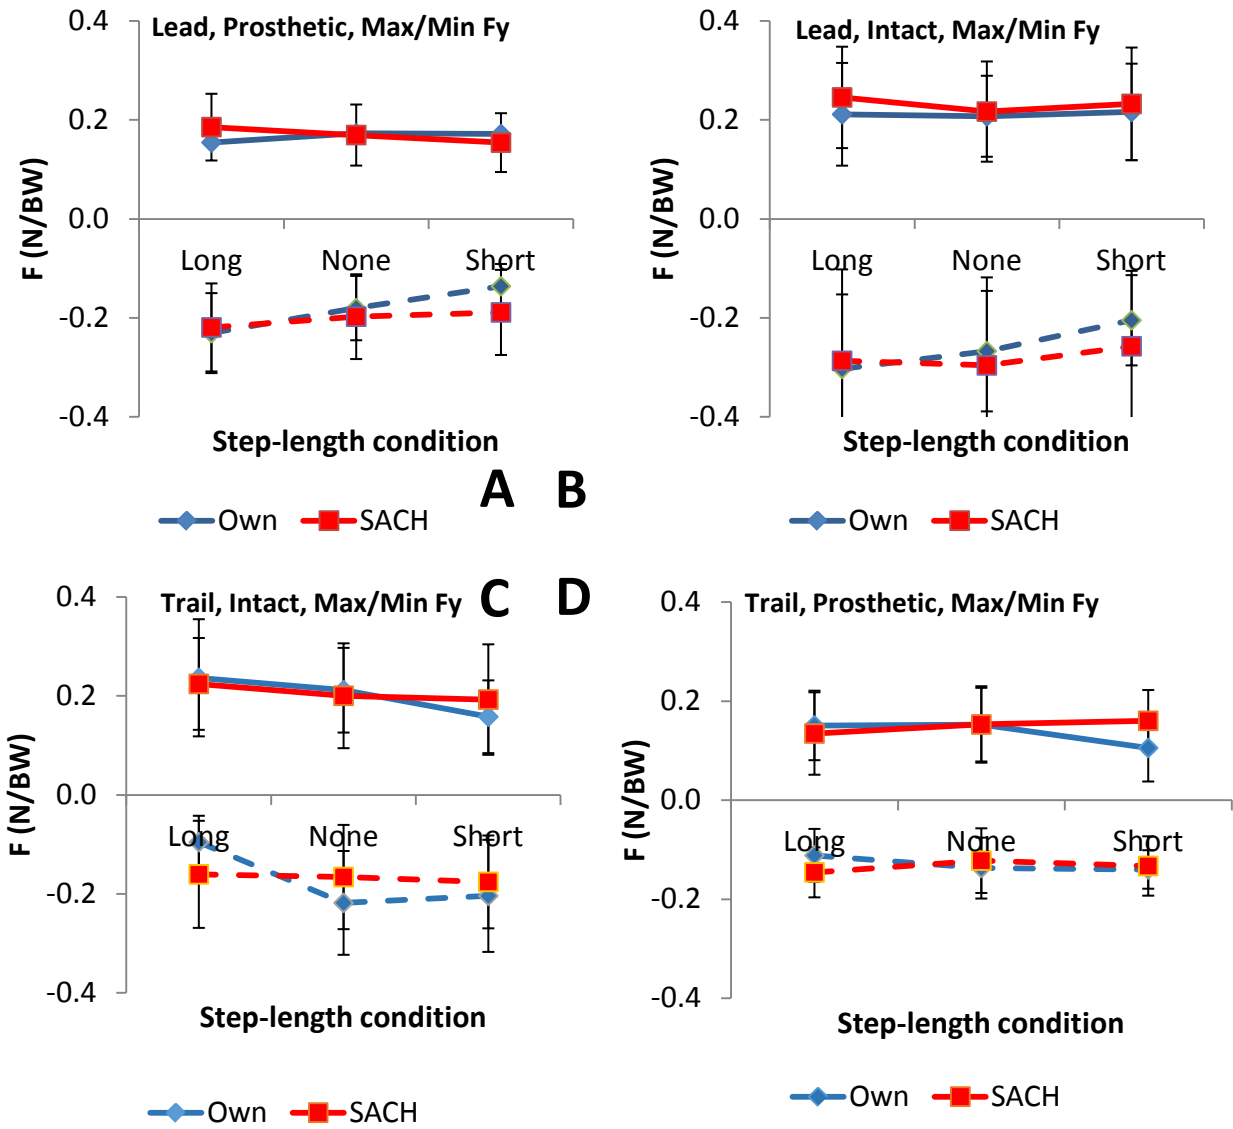 Lead, Prosthetic, Max/Min Fy
0.4
0.2
0.0
-0.2
-0.4
F (N/BW)
Long None Short
Step-length condition
Own SACH
A
Lead, Intact, Max/Min Fy
0.4
0.2
0.0
-0.2
-0.4
F (N/BW)
Long None Short
Step-length condition
Own SACH
B
Trail, Intact, Max/Min Fy
0.4
0.2
0.0
-0.2
-0.4
F (N/BW)
Long None Short
Step-length condition
Own SACH
C
Trail, Prosthetic, Max/Min Fy
0.4
0.2
0.0
-0.2
-0.4
F (N/BW)
Long None Short
Step-length condition
Own SACH
D